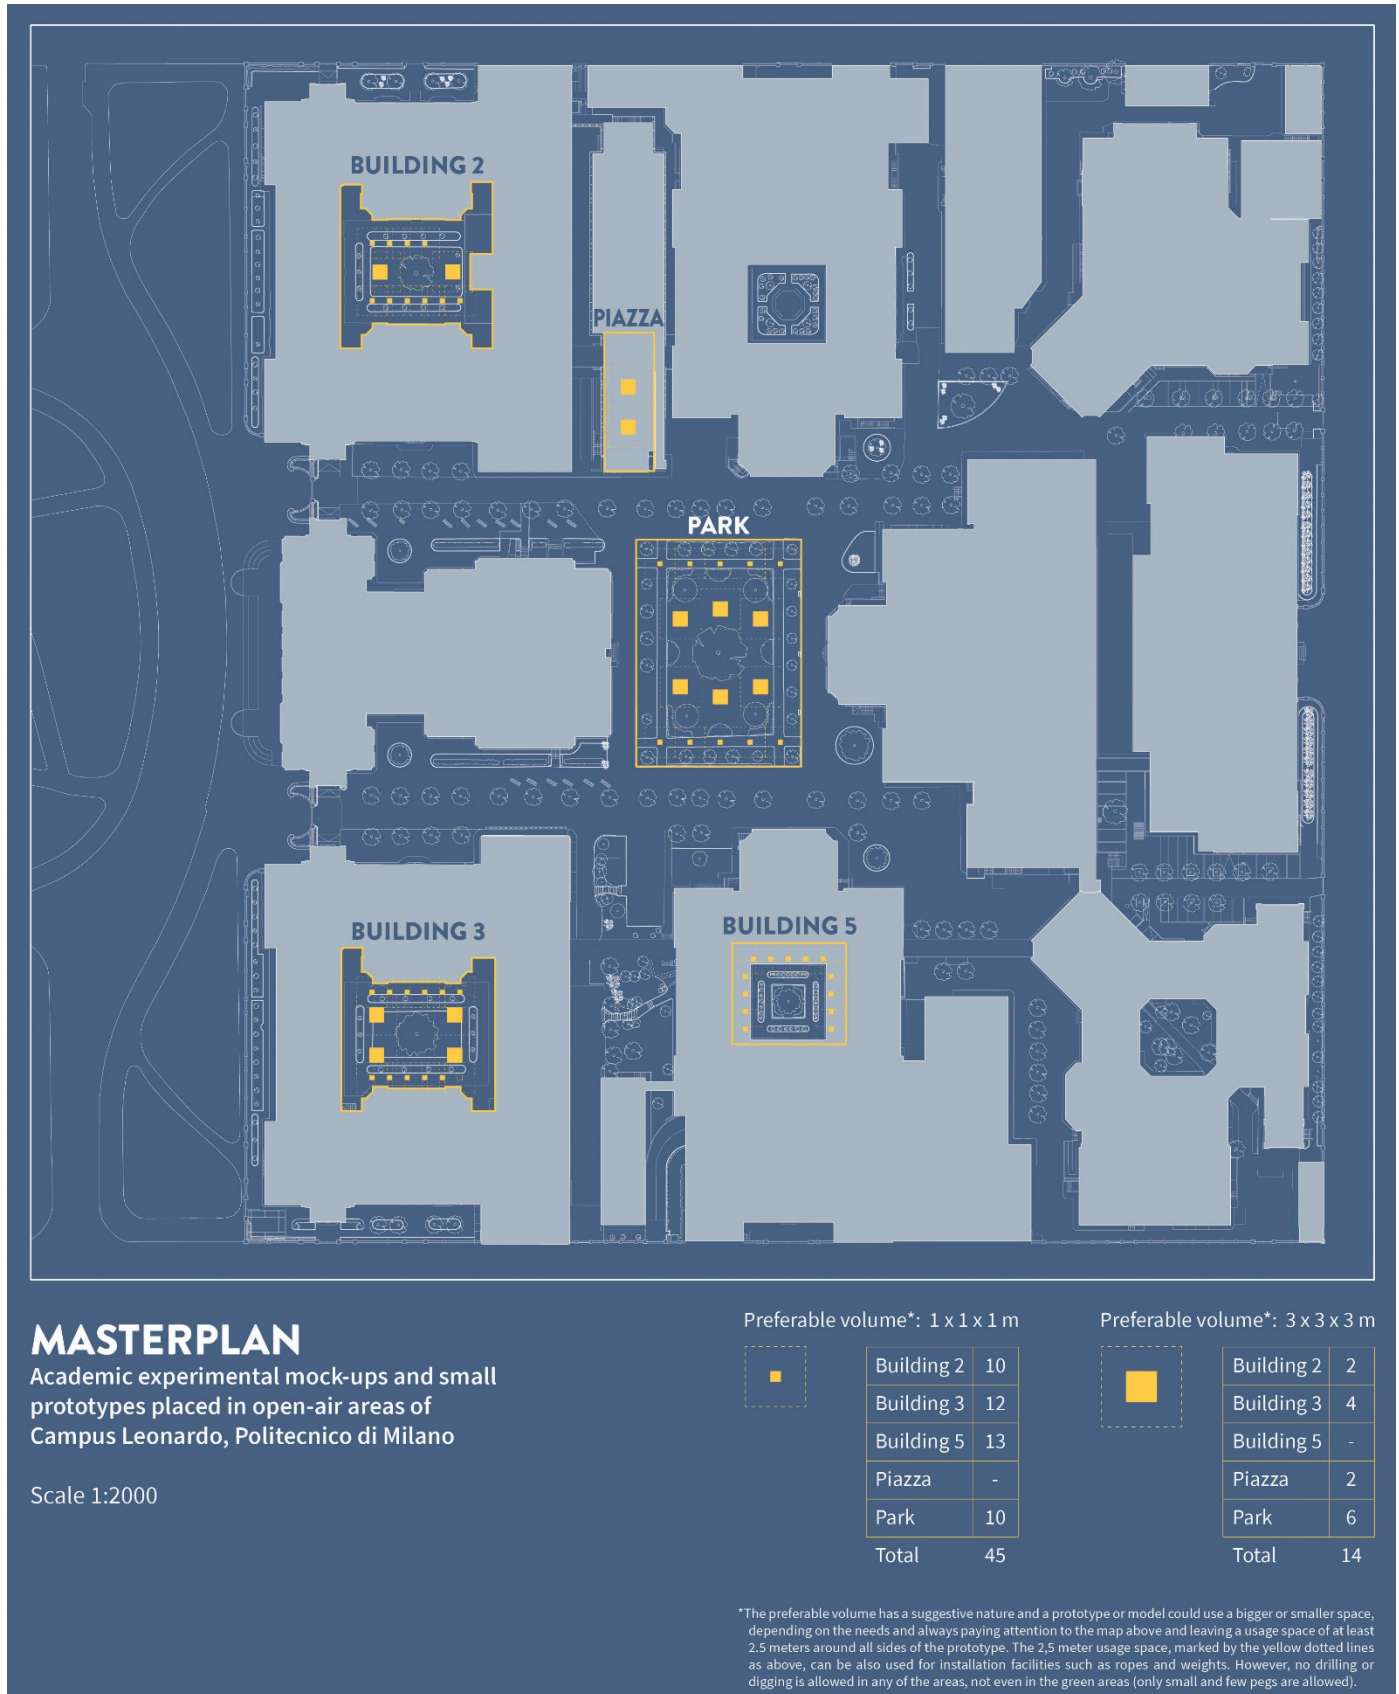 BUILDING 2
PIAZZA
PARK
BUILDING 3
BUILDING 5
MASTERPLAN
Academic experimental mock-ups and small
prototypes placed in open-air areas of
Campus Leonardo, Politecnico di Milano
Scale 1:2000
Preferable volume*: 1 x 1 x 1 m
Building 2 10
Building 3 12
Building 5 13
Piazza -
Park 10
Total 45
Preferable volume*: 3 x 3 x 3 m
Building 2 2
Building 3 4
Building 5 -
Piazza 2
Park 6
Total 14
*The preferable volume has a suggestive nature and a prototype or model could use a bigger or smaller space,
depending on the needs and always paying attention to the map above and leaving a usage space of at least
2.5 meters around all sides of the prototype. The 2,5 meter usage space, marked by the yellow dotted lines
as above, can be also used for installation facilities such as ropes and weights. However, no drilling or
digging is allowed in any of the areas, not even in the green areas (only small and few pegs are allowed).